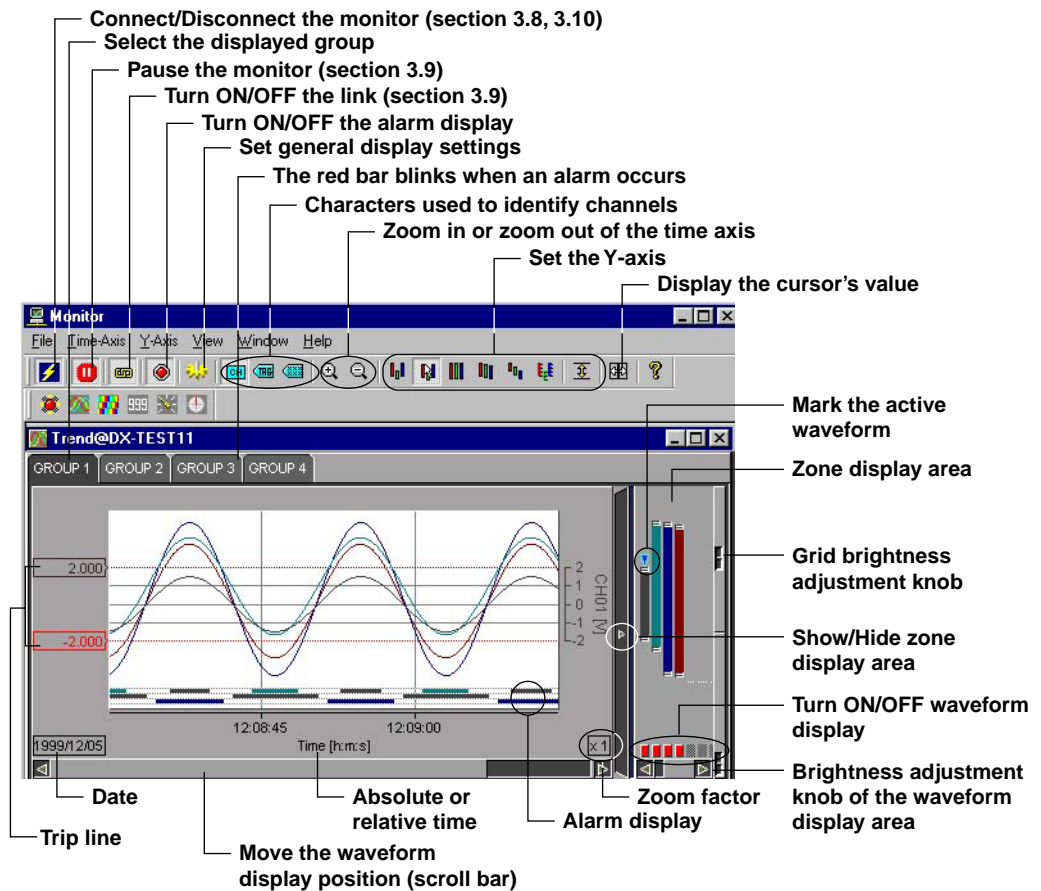 Connect/Disconnect the monitor (section 3.8, 3.10)
Select the displayed group
Pause the monitor (section 3.9)
Turn ON/OFF the link (section 3.9)
Turn ON/OFF the alarm display
Set general display settings
The red bar blinks when an alarm occurs
Characters used to identify channels
Zoom in or zoom out of the time axis
Set the Y-axis
Display the cursor's value
Monitor
File Time-Axis Y-Axis View Window Help
CH TAG
999
Trend@DX-TEST11
GROUP 1 GROUP 2 GROUP 3 GROUP 4
Mark the active
waveform
Zone display area
Grid brightness
adjustment knob
Show/Hide zone
display area
Turn ON/OFF waveform
display
Brightness adjustment
knob of the waveform
display area
2.000
-2.000
2
1
0
-1
-2
CH01 [V]
12:08:45 12:09:00
1999/12/05 Time [h:m:s] x 1
Date
Absolute or
relative time
Zoom factor
Alarm display
Trip line
Move the waveform
display position (scroll bar)